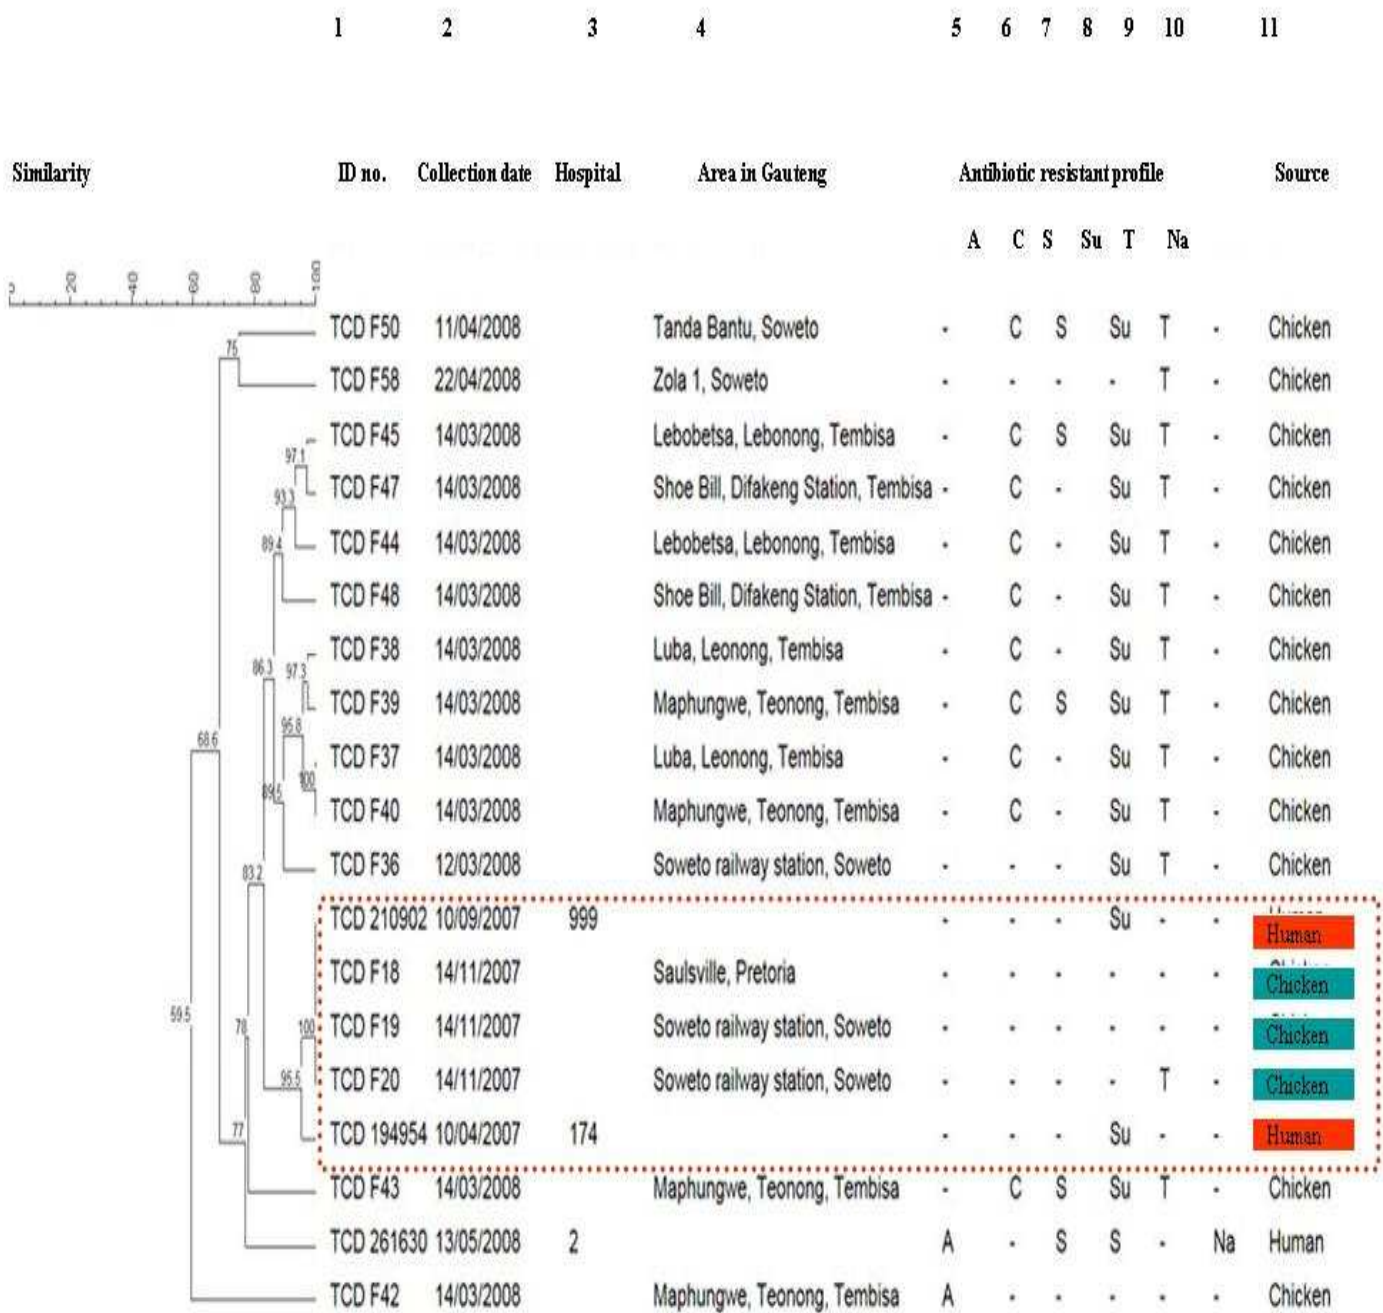 1 2 3 4 5 6 7 8 9 10 11
Similarity ID no. Collection date Hospital Area in Gauteng Antibiotic resistant profile Source
A C S Su T Na
0 20 40 60 80 100
TCD F50 11/04/2008 Tanda Bantu, Soweto - C S Su T - Chicken
75
TCD F58 22/04/2008 Zola 1, Soweto - - - - T - Chicken
TCD F45 14/03/2008 Lebobetsa, Lebonong, Tembisa - C S Su T - Chicken
97.1
TCD F47 14/03/2008 Shoe Bill, Difakeng Station, Tembisa - C - Su T - Chicken
93.3
89.4 TCD F44 14/03/2008 Lebobetsa, Lebonong, Tembisa - C - Su T - Chicken
TCD F48 14/03/2008 Shoe Bill, Difakeng Station, Tembisa - C - Su T - Chicken
TCD F38 14/03/2008 Luba, Leonong, Tembisa - C - Su T - Chicken
86.3 97.3
TCD F39 14/03/2008 Maphungwe, Teonong, Tembisa - C S Su T - Chicken
95.8
68.6
TCD F37 14/03/2008 Luba, Leonong, Tembisa - C - Su T - Chicken
100
89.5
TCD F40 14/03/2008 Maphungwe, Teonong, Tembisa - C - Su T - Chicken
TCD F36 12/03/2008 Soweto railway station, Soweto - - - Su T - Chicken
83.2
TCD 210902 10/09/2007 999 - - - Su - - Human
TCD F18 14/11/2007 Saulsville, Pretoria - - - - - - Chicken
59.5
78 100 TCD F19 14/11/2007 Soweto railway station, Soweto - - - - - - Chicken
95.5 TCD F20 14/11/2007 Soweto railway station, Soweto - - - - T - Chicken
77 TCD 194954 10/04/2007 174 - - - Su - - Human
TCD F43 14/03/2008 Maphungwe, Teonong, Tembisa - C S Su T - Chicken
TCD 261630 13/05/2008 2 A - S S - Na Human
TCD F42 14/03/2008 Maphungwe, Teonong, Tembisa A - - - - - Chicken